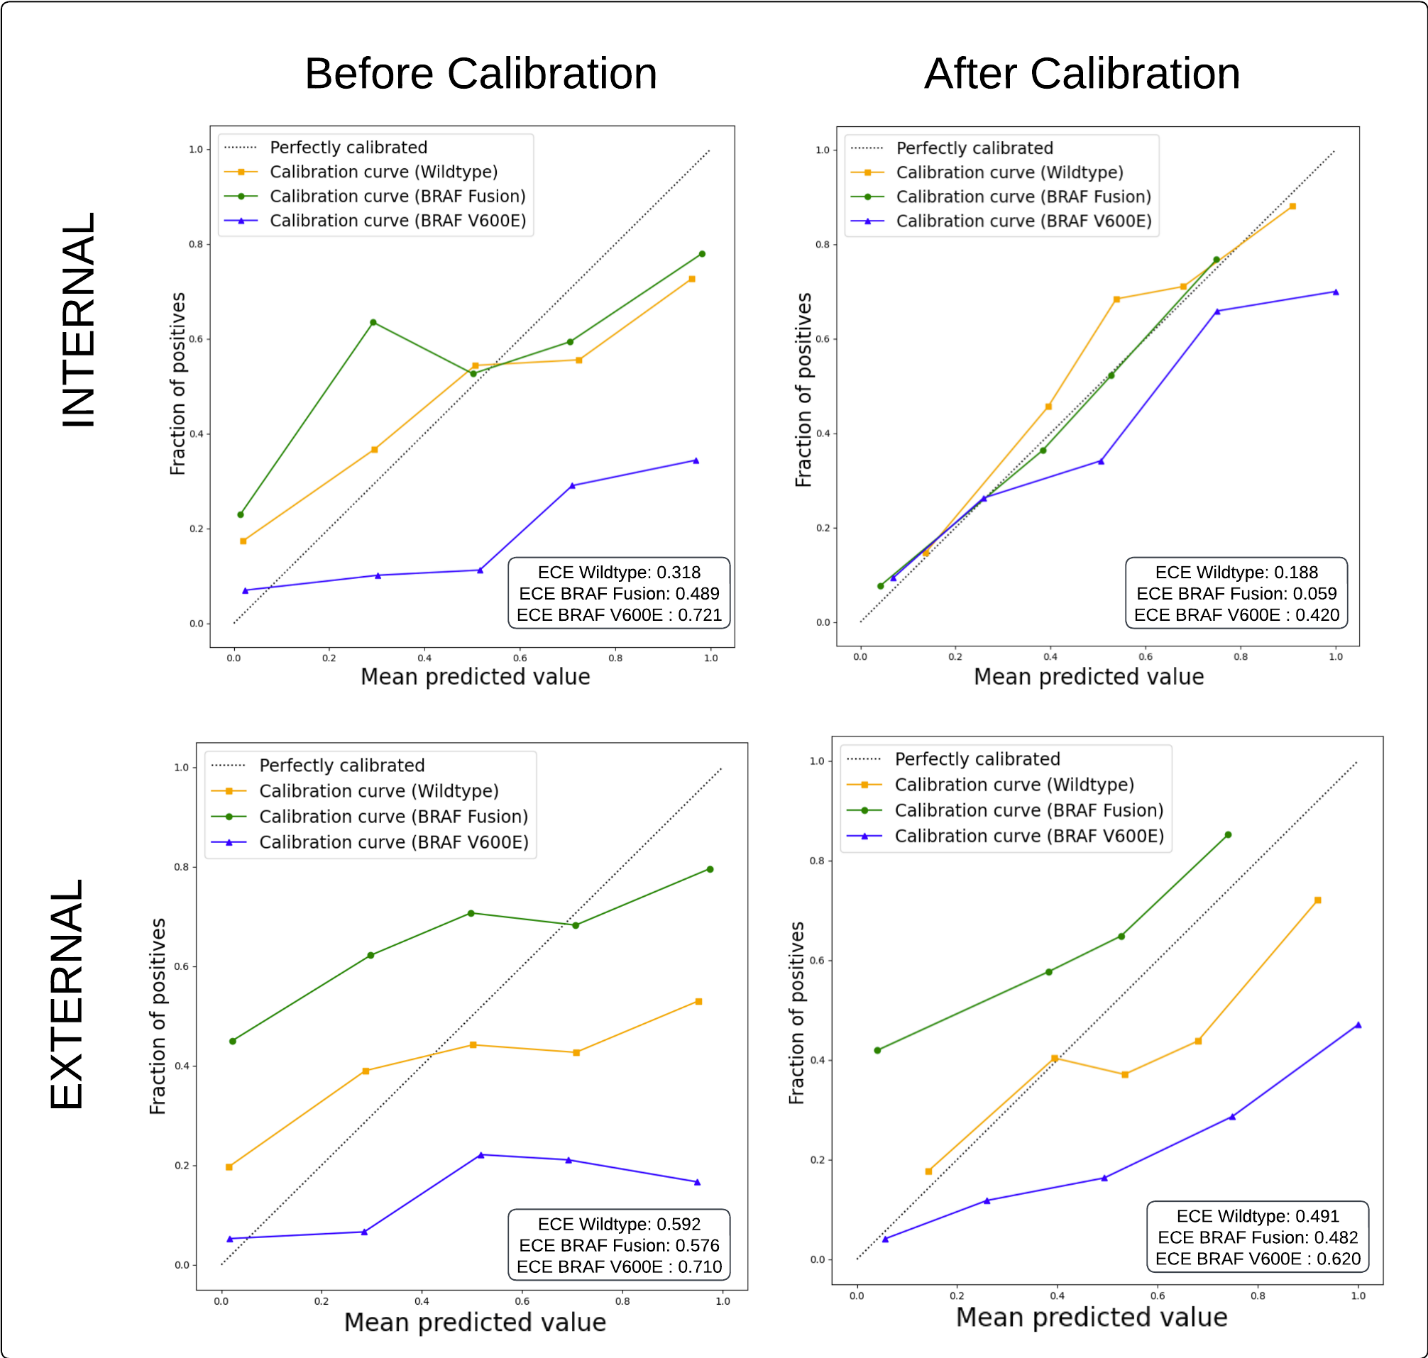 Before Calibration
After Calibration
INTERNAL
Perfectly calibrated
Calibration curve (Wildtype)
Calibration curve (BRAF Fusion)
Calibration curve (BRAF V600E)
1.0
0.8
0.6
0.4
0.2
0.0
Fraction of positives
ECE Wildtype: 0.318
ECE BRAF Fusion: 0.489
ECE BRAF V600E : 0.721
0.0 0.2 0.4 0.6 0.8 1.0
Mean predicted value
Perfectly calibrated
Calibration curve (Wildtype)
Calibration curve (BRAF Fusion)
Calibration curve (BRAF V600E)
1.0
0.8
0.6
0.4
0.2
0.0
Fraction of positives
ECE Wildtype: 0.188
ECE BRAF Fusion: 0.059
ECE BRAF V600E : 0.420
0.0 0.2 0.4 0.6 0.8 1.0
Mean predicted value
EXTERNAL
Perfectly calibrated
Calibration curve (Wildtype)
Calibration curve (BRAF Fusion)
Calibration curve (BRAF V600E)
1.0
0.8
0.6
0.4
0.2
0.0
Fraction of positives
ECE Wildtype: 0.592
ECE BRAF Fusion: 0.576
ECE BRAF V600E : 0.710
0.0 0.2 0.4 0.6 0.8 1.0
Mean predicted value
Perfectly calibrated
Calibration curve (Wildtype)
Calibration curve (BRAF Fusion)
Calibration curve (BRAF V600E)
1.0
0.8
0.6
0.4
0.2
0.0
Fraction of positives
ECE Wildtype: 0.491
ECE BRAF Fusion: 0.482
ECE BRAF V600E : 0.620
0.0 0.2 0.4 0.6 0.8 1.0
Mean predicted value